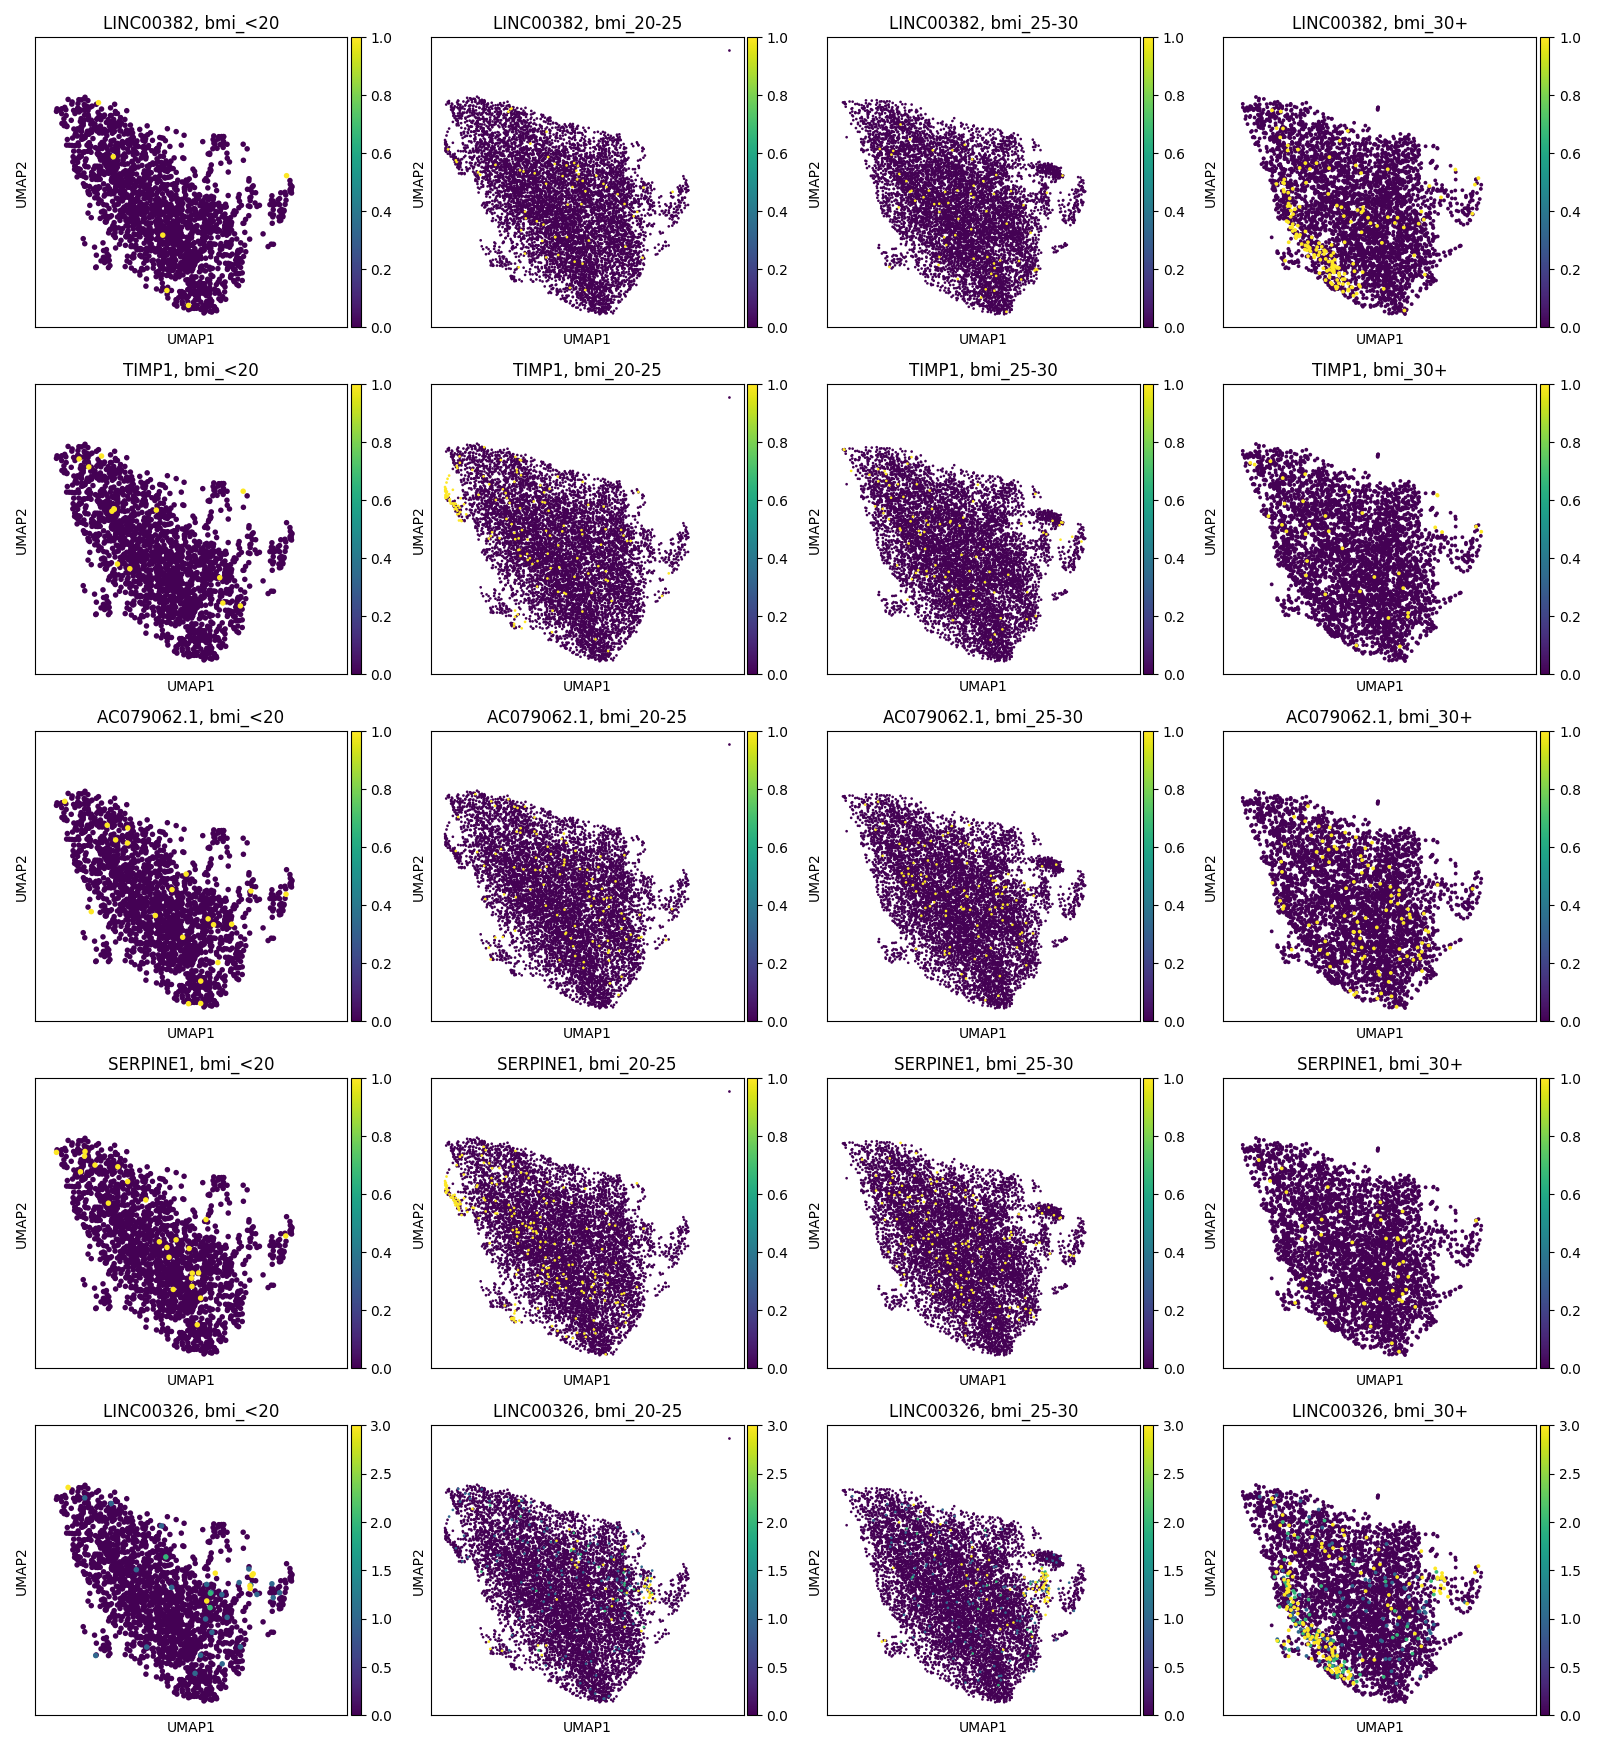 LINC00382, bmi_<20
LINC00382, bmi_20-25
LINC00382, bmi_25-30
LINC00382, bmi_30+
UMAP2
UMAP1
1.0
0.8
0.6
0.4
0.2
0.0
UMAP2
UMAP1
1.0
0.8
0.6
0.4
0.2
0.0
UMAP2
UMAP1
1.0
0.8
0.6
0.4
0.2
0.0
UMAP2
UMAP1
1.0
0.8
0.6
0.4
0.2
0.0
TIMP1, bmi_<20
TIMP1, bmi_20-25
TIMP1, bmi_25-30
TIMP1, bmi_30+
UMAP2
UMAP1
1.0
0.8
0.6
0.4
0.2
0.0
UMAP2
UMAP1
1.0
0.8
0.6
0.4
0.2
0.0
UMAP2
UMAP1
1.0
0.8
0.6
0.4
0.2
0.0
UMAP2
UMAP1
1.0
0.8
0.6
0.4
0.2
0.0
AC079062.1, bmi_<20
AC079062.1, bmi_20-25
AC079062.1, bmi_25-30
AC079062.1, bmi_30+
UMAP2
UMAP1
1.0
0.8
0.6
0.4
0.2
0.0
UMAP2
UMAP1
1.0
0.8
0.6
0.4
0.2
0.0
UMAP2
UMAP1
1.0
0.8
0.6
0.4
0.2
0.0
UMAP2
UMAP1
1.0
0.8
0.6
0.4
0.2
0.0
SERPINE1, bmi_<20
SERPINE1, bmi_20-25
SERPINE1, bmi_25-30
SERPINE1, bmi_30+
UMAP2
UMAP1
1.0
0.8
0.6
0.4
0.2
0.0
UMAP2
UMAP1
1.0
0.8
0.6
0.4
0.2
0.0
UMAP2
UMAP1
1.0
0.8
0.6
0.4
0.2
0.0
UMAP2
UMAP1
1.0
0.8
0.6
0.4
0.2
0.0
LINC00326, bmi_<20
LINC00326, bmi_20-25
LINC00326, bmi_25-30
LINC00326, bmi_30+
UMAP2
UMAP1
3.0
2.5
2.0
1.5
1.0
0.5
0.0
UMAP2
UMAP1
3.0
2.5
2.0
1.5
1.0
0.5
0.0
UMAP2
UMAP1
3.0
2.5
2.0
1.5
1.0
0.5
0.0
UMAP2
UMAP1
3.0
2.5
2.0
1.5
1.0
0.5
0.0